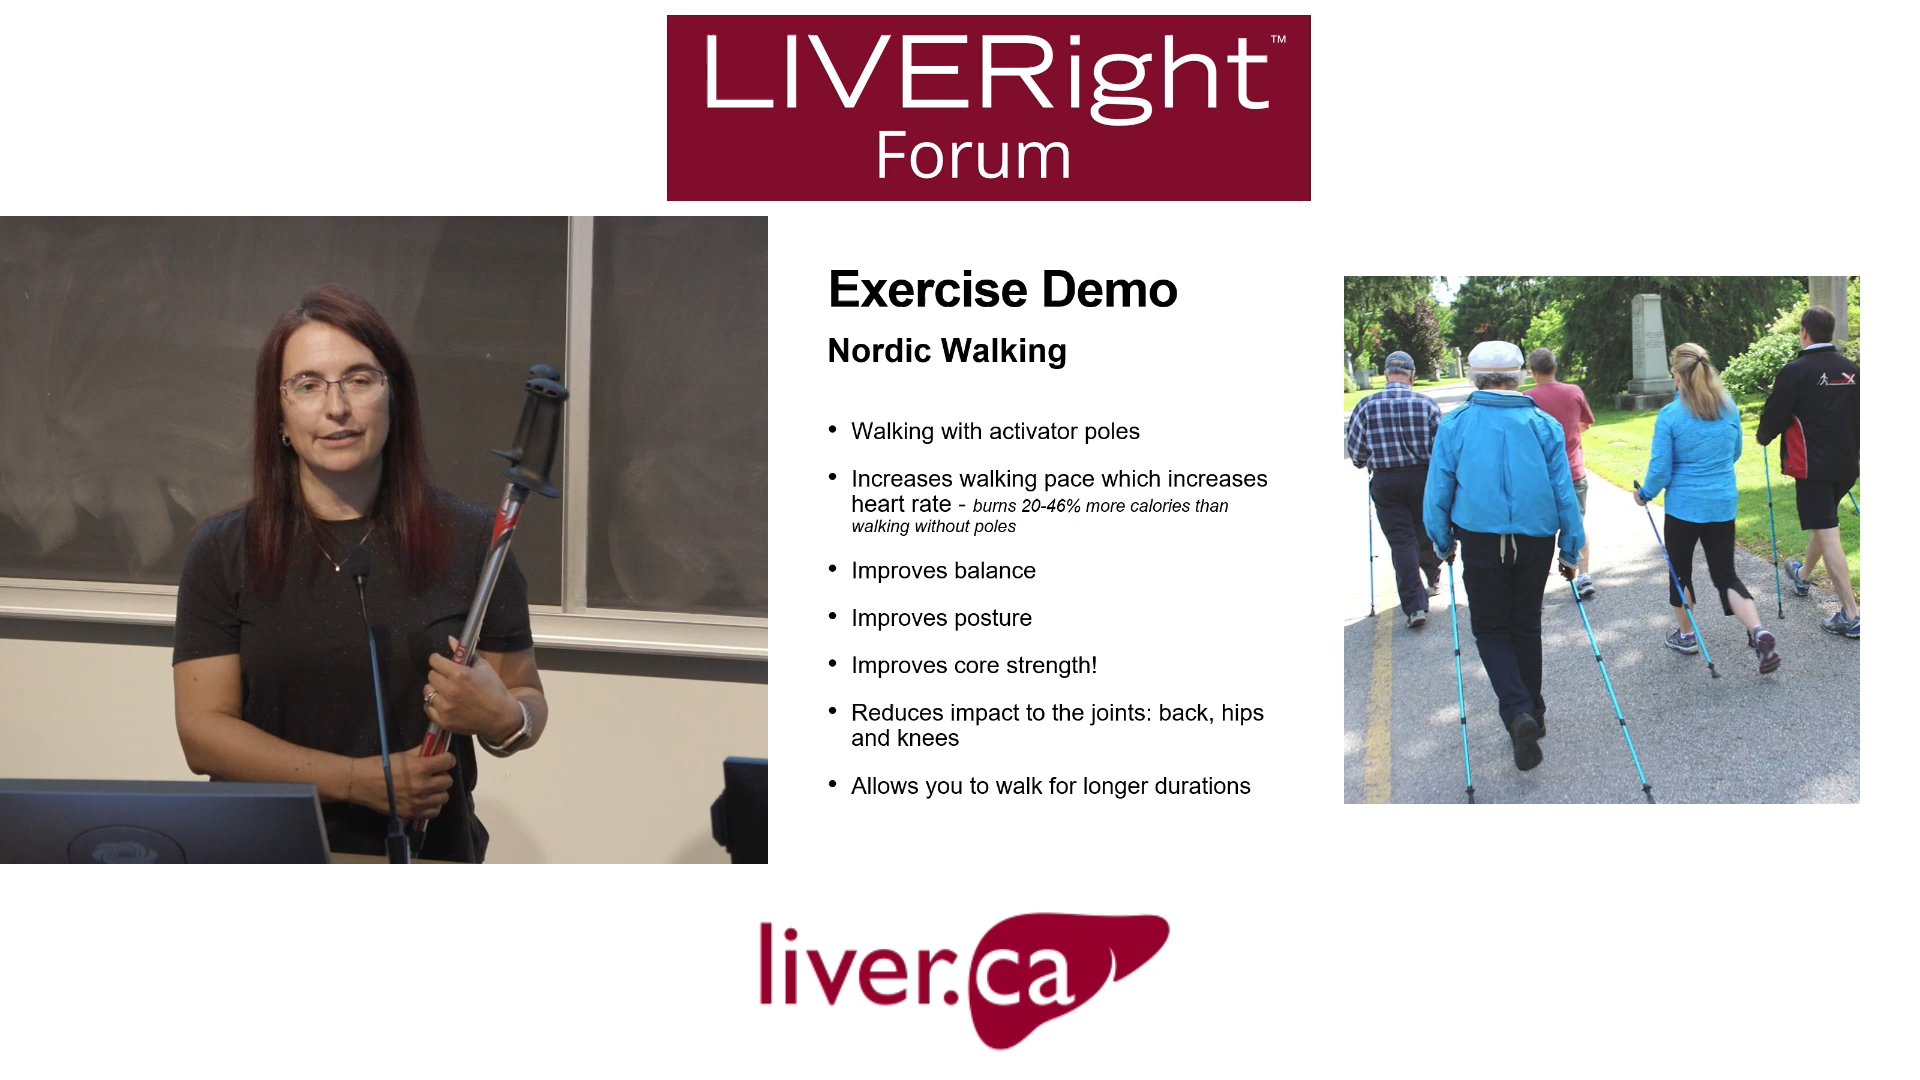 LIVERight™
Forum
Exercise Demo
Nordic Walking
• Walking with activator poles
• Increases walking pace which increases
heart rate - burns 20-46% more calories than
walking without poles
• Improves balance
• Improves posture
• Improves core strength!
• Reduces impact to the joints: back, hips
and knees
• Allows you to walk for longer durations
liver.ca